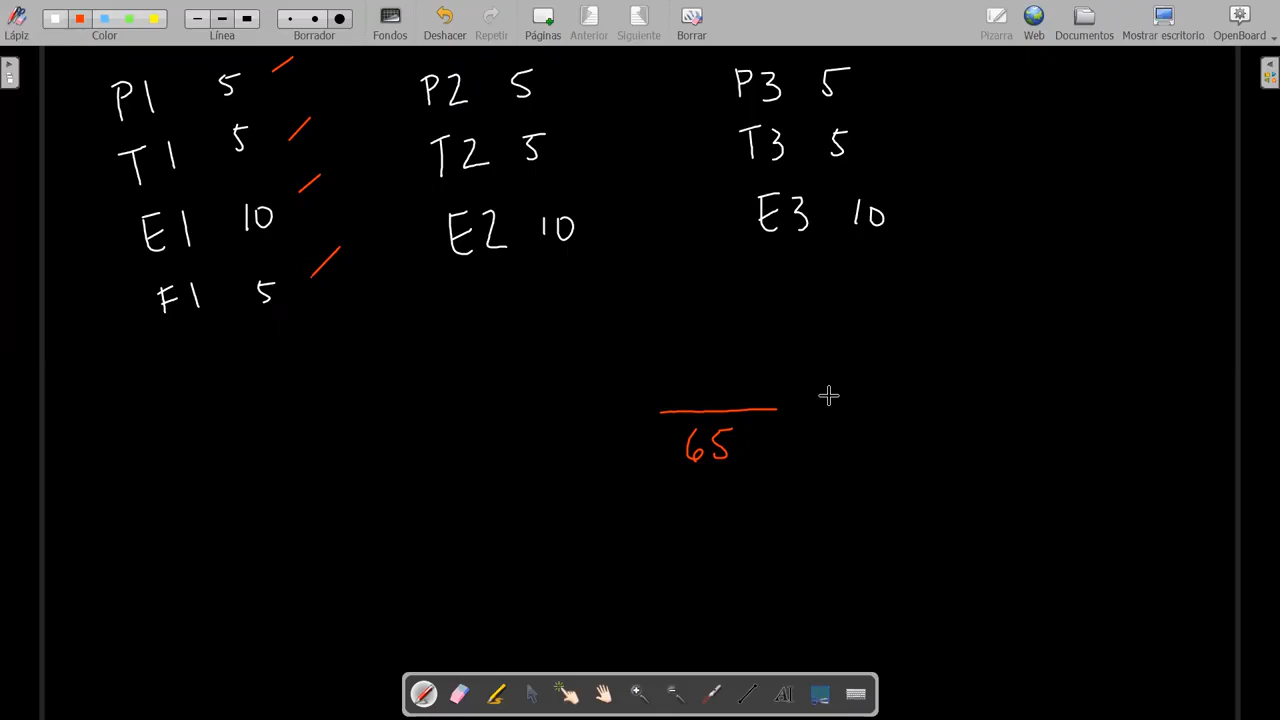 Lápiz Color Línea Borrador Fondos Deshacer Repetir Páginas Anterior Siguiente Borrar Pizarra Web Documentos Mostrar escritorio OpenBoard
P1 5 P2 5 P3 5
T1 5 T2 5 T3 5
E1 10 E2 10 E3 10
F1 5
65
AI